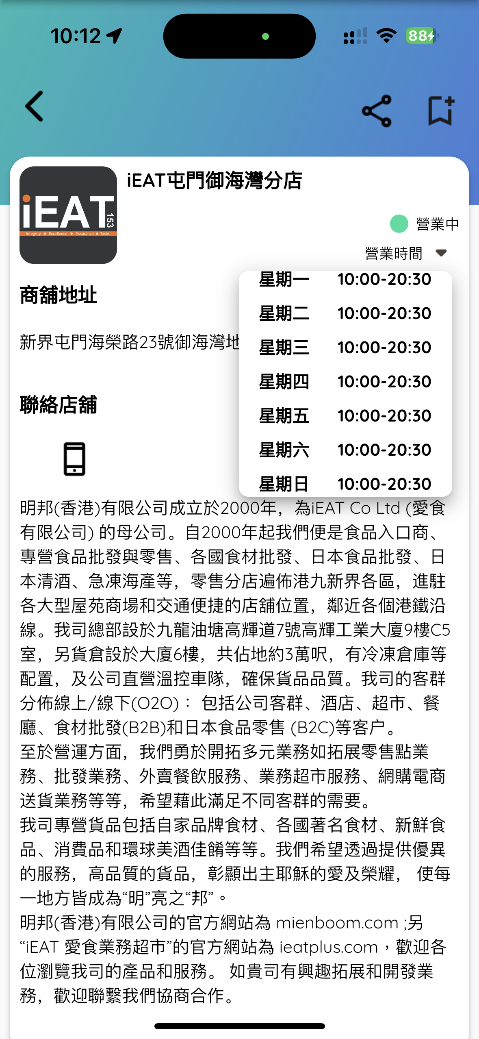 10:12
88
iEAT屯門御海灣分店
iEAT
153
營業中
營業時間
商舖地址
星期一 10:00-20:30
星期二 10:00-20:30
新界屯門海榮路23號御海灣地
星期三 10:00-20:30
星期四 10:00-20:30
聯絡店舖
星期五 10:00-20:30
星期六 10:00-20:30
星期日 10:00-20:30
明邦(香港)有限公司成立於2000年，為iEAT Co Ltd (愛食
有限公司) 的母公司。自2000年起我們便是食品入口商、
專營食品批發與零售、各國食材批發、日本食品批發、日
本清酒、急凍海產等，零售分店遍佈港九新界各區，進駐
各大型屋苑商場和交通便捷的店舖位置，鄰近各個港鐵沿
線。我司總部設於九龍油塘高輝道7號高輝工業大廈9樓C5
室，另貨倉設於大廈6樓，共佔地約3萬呎，有冷凍倉庫等
配置，及公司直營溫控車隊，確保貨品品質。我司的客群
分佈線上/線下(O2O)： 包括公司客群、酒店、超市、餐
廳、食材批發(B2B)和日本食品零售 (B2C)等客户。
至於營運方面，我們勇於開拓多元業務如拓展零售點業
務、批發業務、外賣餐飲服務、業務超市服務、網購電商
送貨業務等等，希望藉此滿足不同客群的需要。
我司專營貨品包括自家品牌食材、各國著名食材、新鮮食
品、消費品和環球美酒佳餚等等。我們希望透過提供優異
的服務，高品質的貨品，彰顯出主耶穌的愛及榮耀， 使每
一地方皆成為“明”亮之“邦”。
明邦(香港)有限公司的官方網站為 mienboom.com ;另
“iEAT 愛食業務超市”的官方網站為 ieatplus.com，歡迎各
位瀏覽我司的產品和服務。 如貴司有興趣拓展和開發業
務，歡迎聯繫我們協商合作。